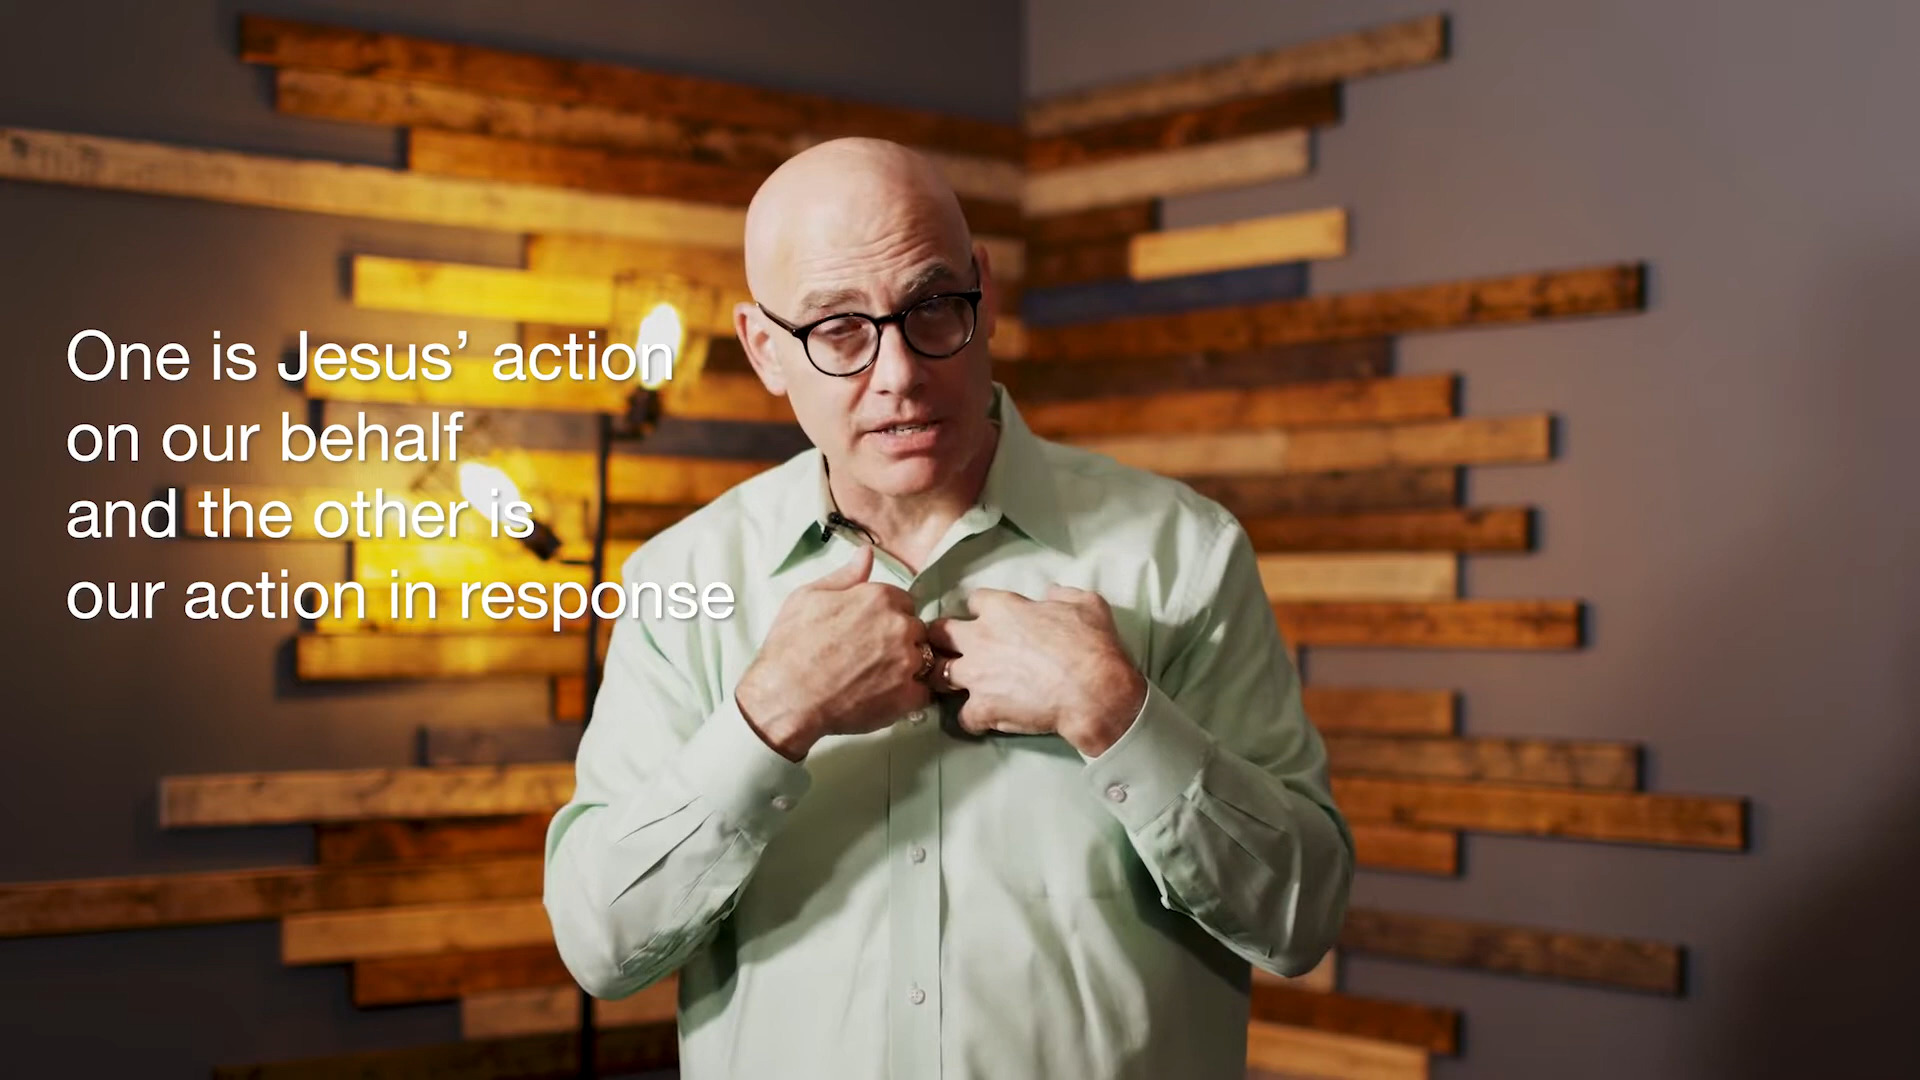 One is Jesus’ action
on our behalf
and the other is
our action in response